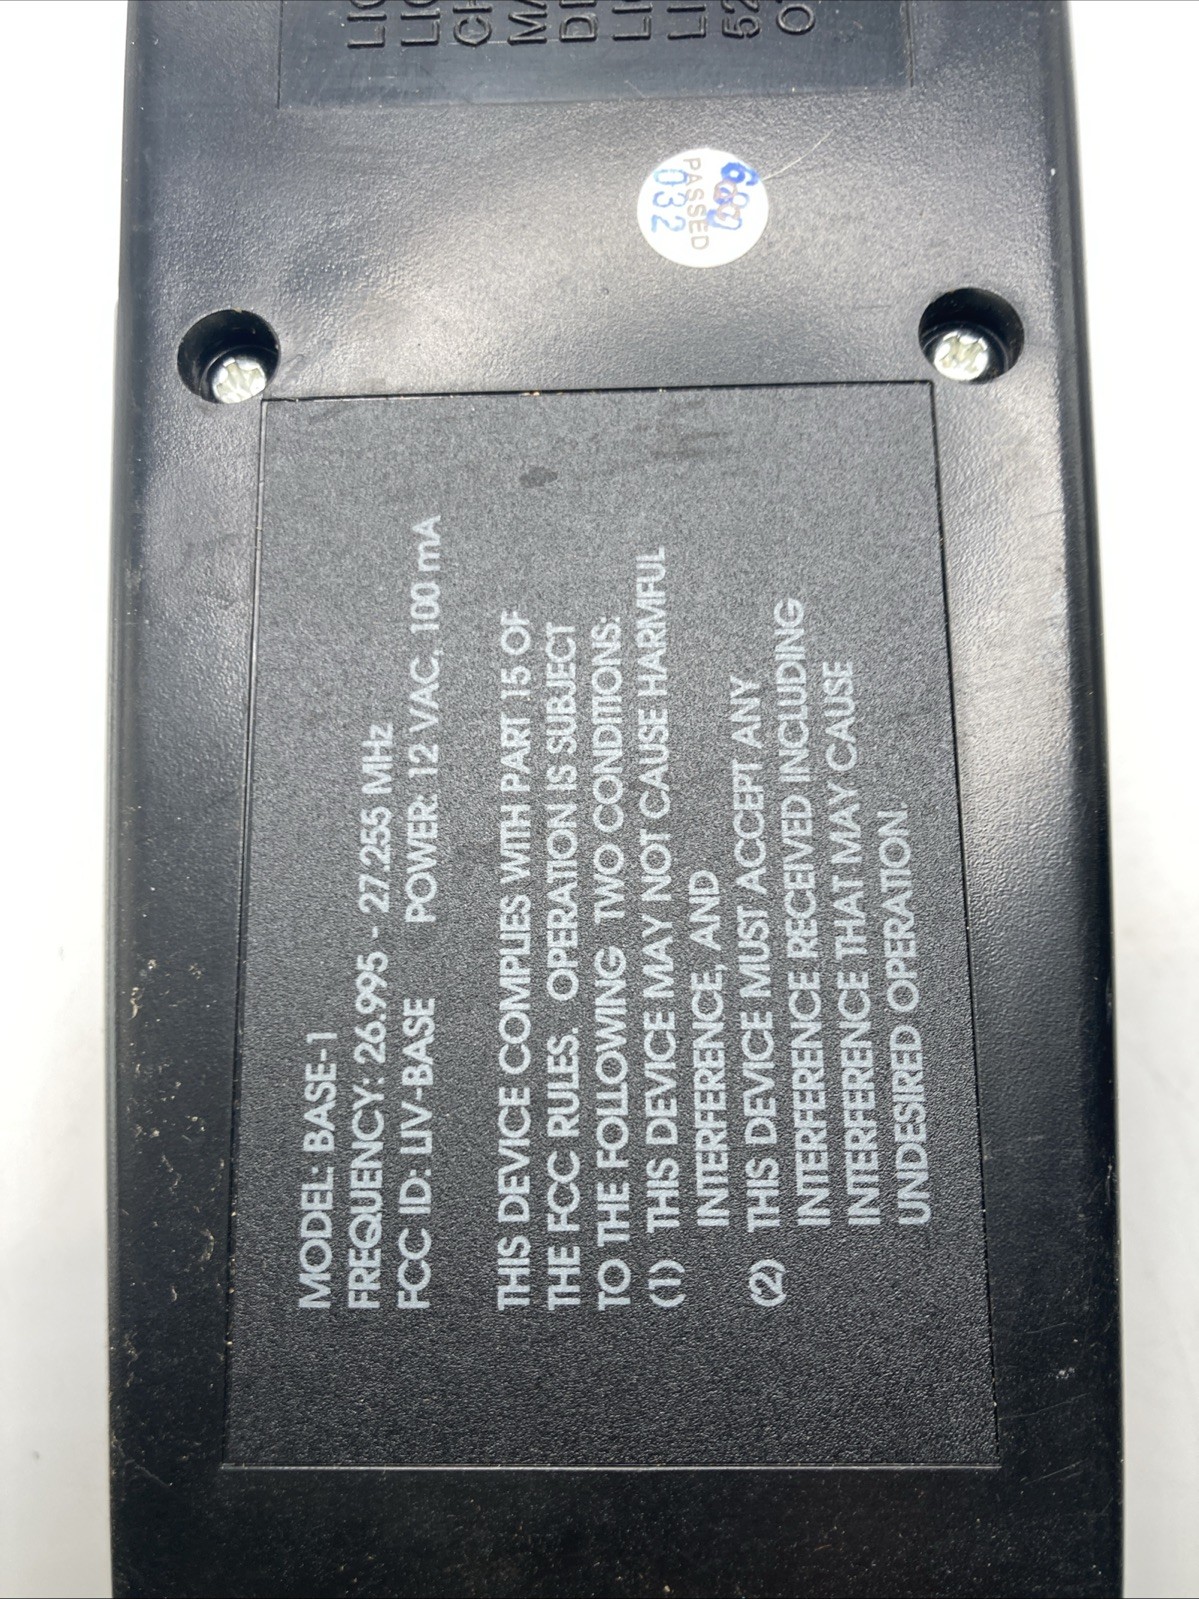 MODEL: BASE-1
FREQUENCY: 26.995 - 27.255 MHz
FCC ID: LIV-BASE POWER: 12 VAC, 100 mA
THIS DEVICE COMPLIES WITH PART 15 OF
THE FCC RULES. OPERATION IS SUBJECT
TO THE FOLLOWING TWO CONDITIONS:
(1) THIS DEVICE MAY NOT CAUSE HARMFUL
INTERFERENCE, AND
(2) THIS DEVICE MUST ACCEPT ANY
INTERFERENCE RECEIVED INCLUDING
INTERFERENCE THAT MAY CAUSE
UNDESIRED OPERATION.
PASSED
032